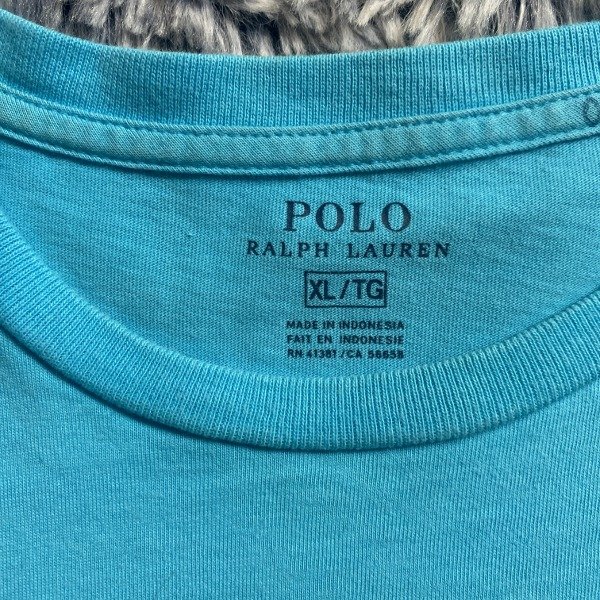 POLO
RALPH LAUREN
XL/TG
MADE IN INDONESIA
FAIT EN INDONESIE
RN 41381/CA 56658